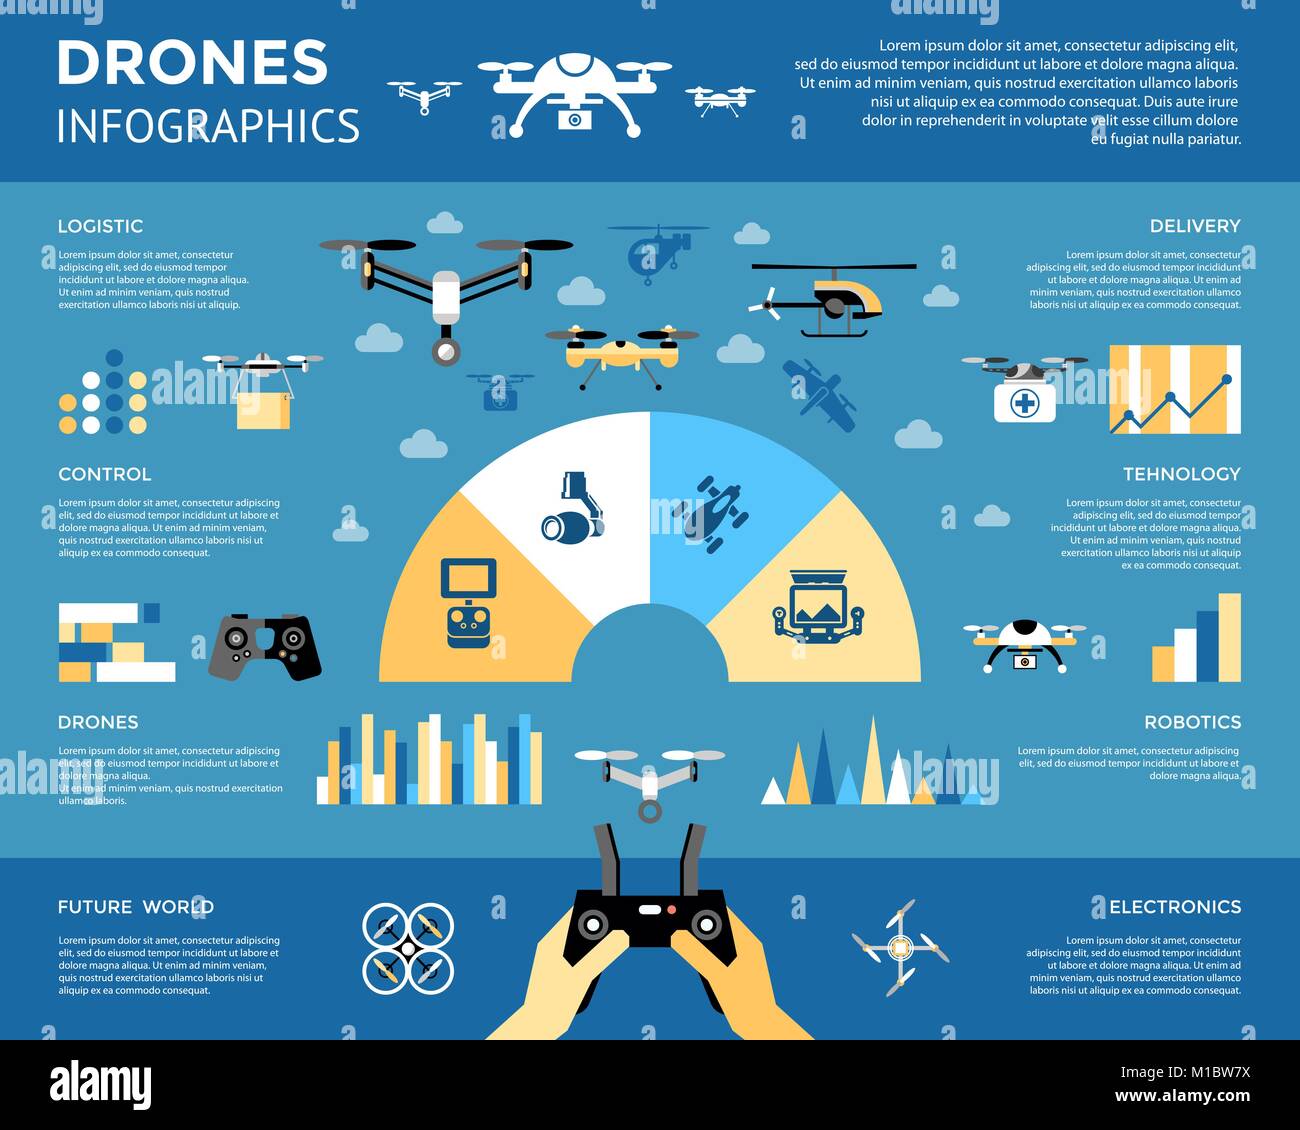 DRONES
INFOGRAPHICS
Lorem ipsum dolor sit amet, consectetur adipiscing elit,
sed do eiusmod tempor incididunt ut labore et dolore magna aliqua.
Ut enim ad minim veniam, quis nostrud exercitation ullamco laboris
nisi ut aliquip ex ea commodo consequat. Duis aute irure
dolor in reprehenderit in voluptate velit esse cillum dolore
eu fugiat nulla pariatur.
LOGISTIC
Lorem ipsum dolor sit amet, consectetur
adipiscing elit, sed do eiusmod tempor
incididunt ut labore et dolore magna aliqua.
Ut enim ad minim veniam, quis nostrud
exercitation ullamco laboris nisi ut aliquip.
DELIVERY
Lorem ipsum dolor sit amet, consectetur
adipiscing elit, sed do eiusmod tempor
incididunt ut labore et dolore magna aliqua.
Ut enim ad minim veniam, quis nostrud
exercitation ullamco laboris nisi ut aliquip.
CONTROL
Lorem ipsum dolor sit amet, consectetur adipiscing
elit, sed do eiusmod tempor incididunt ut labore et
dolore magna aliqua. Ut enim ad minim veniam,
quis nostrud exercitation ullamco laboris nisi ut
aliquip ex ea commodo consequat.
TEHNOLOGY
Lorem ipsum dolor sit amet, consectetur
adipiscing elit, sed do eiusmod tempor
incididunt ut labore et dolore magna aliqua.
Ut enim ad minim veniam, quis nostrud
exercitation ullamco laboris nisi ut aliquip
ex ea commodo consequat.
DRONES
Lorem ipsum dolor sit amet, consectetur adipiscing
elit, sed do eiusmod tempor incididunt ut labore et
dolore magna
aliqua.
Ut enim ad minim veniam, quis nostrud exercitation
ullamco laboris.
ROBOTICS
Lorem ipsum dolor sit amet, consectetur adipiscing
elit, sed do eiusmod tempor incididunt ut labore et
dolore magna aliqua.
FUTURE WORLD
Lorem ipsum dolor sit amet, consectetur adipiscing
elit, sed do eiusmod tempor incididunt ut labore et
dolore magna aliqua. Ut enim ad minim veniam,
quis nostrud exercitation ullamco laboris nisi ut
aliquip ex ea commodo consequat.
ELECTRONICS
Lorem ipsum dolor sit amet, consectetur
adipiscing elit, sed do eiusmod tempor
incididunt ut labore et dolore magna aliqua.
Ut enim ad minim veniam, quis nostrud
exercitation ullamco laboris nisi ut aliquip
ex ea commodo consequat.
alamy
Image ID: M1BW7X
www.alamy.com